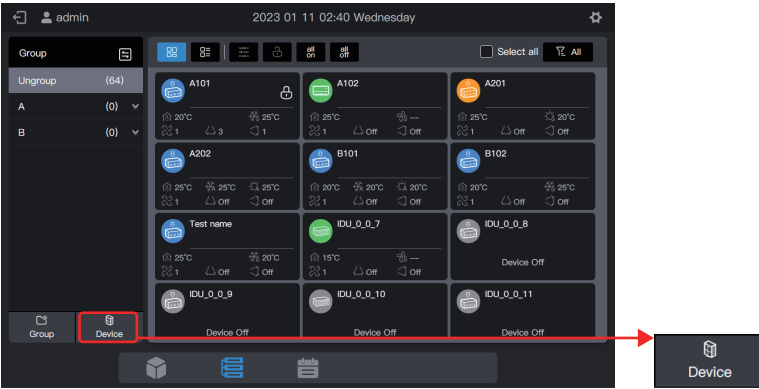 admin 2023 01 11 02:40 Wednesday
Group
Ungroup (64)
A (0)
B (0)
Group
Device
all on
all off
Select all
All
A101
20°C 25°C
1 3 1
A102
25°C --
1 Off Off
A201
25°C 20°C
1 Off Off
A202
25°C 25°C 25°C
1 Off Off
B101
20°C 20°C 20°C
1 Off Off
B102
20°C 25°C
1 Off Off
Test name
25°C 20°C
1 Off Off
IDU_0_0_7
15°C --
1 Off Off
IDU_0_0_8
Device Off
IDU_0_0_9
Device Off
IDU_0_0_10
Device Off
IDU_0_0_11
Device Off
Device